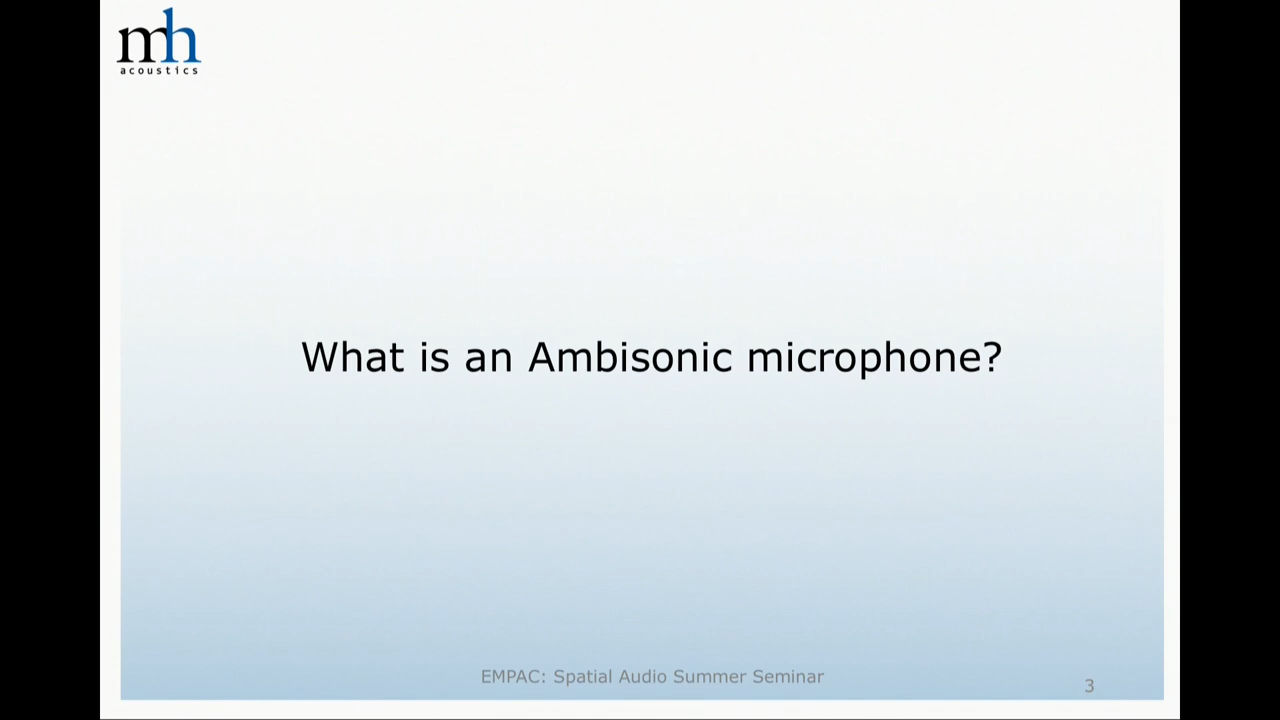 mh
acoustics
What is an Ambisonic microphone?
EMPAC: Spatial Audio Summer Seminar
3